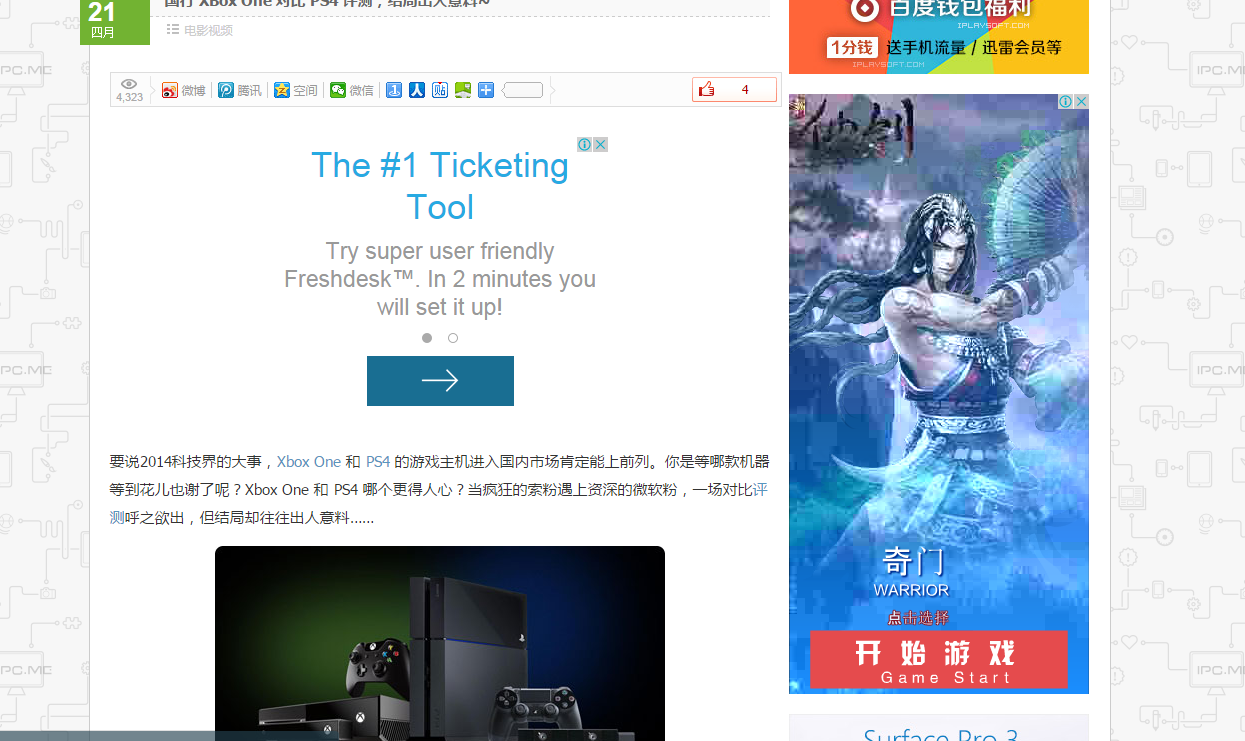 21
四月
国行 XBox One 对比 PS4 评测，结局出人意料~
电影视频
4,323
微博
腾讯
空间
微信
4
The #1 Ticketing
Tool
Try super user friendly
Freshdesk™. In 2 minutes you
will set it up!
要说2014科技界的大事，Xbox One 和 PS4 的游戏主机进入国内市场肯定能上前列。你是等哪款机器
等到花儿也谢了呢？Xbox One 和 PS4 哪个更得人心？当疯狂的索粉遇上资深的微软粉，一场对比评
测呼之欲出，但结局却往往出人意料……
百度钱包福利
IPLAYSOFT.COM
1分钱 送手机流量 / 迅雷会员等
IPLAYSOFT.COM
奇门
WARRIOR
点击选择
开始游戏
Game Start
Surface Pro 3
IPC.ME
IPC.ME
IPC.ME